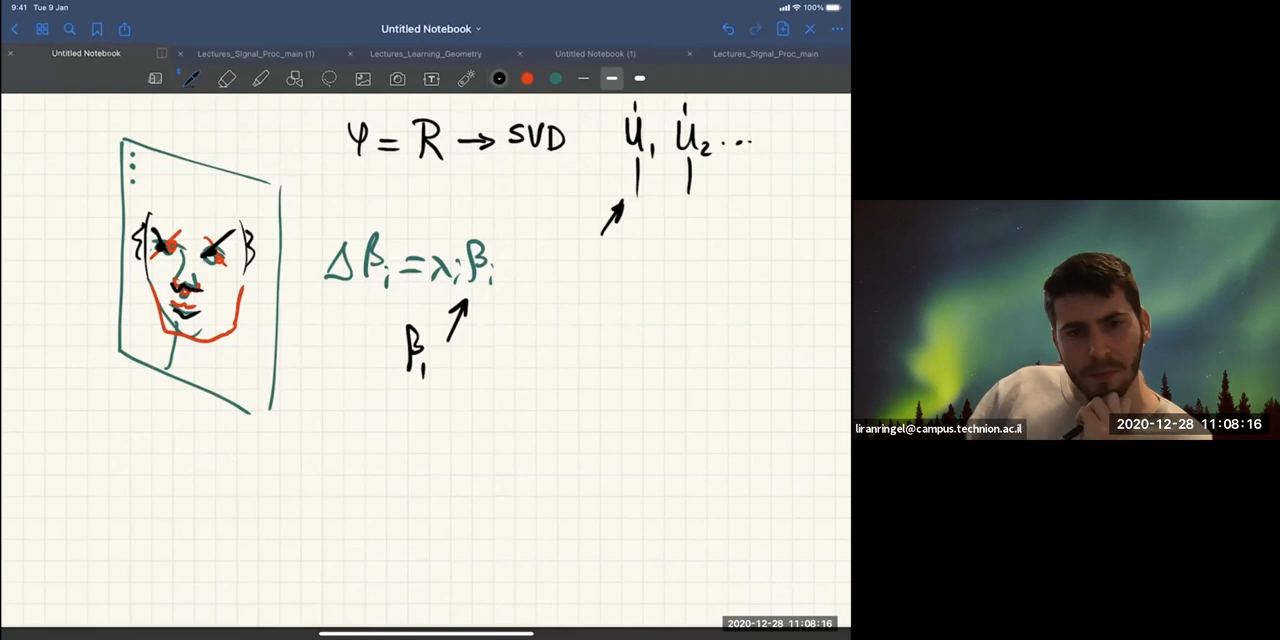 9:41 Tue 9 Jan
100%
Untitled Notebook
Untitled Notebook
Lectures_SIgnal_Proc_main (1)
Lectures_Learning_Geometry
Untitled Notebook (1)
Lectures_SIgnal_Proc_main
φ = R → SVD U₁ U₂ ...
Δβᵢ = λᵢβᵢ
β₁
liranringel@campus.technion.ac.il
2020-12-28 11:08:16
2020-12-28 11:08:16